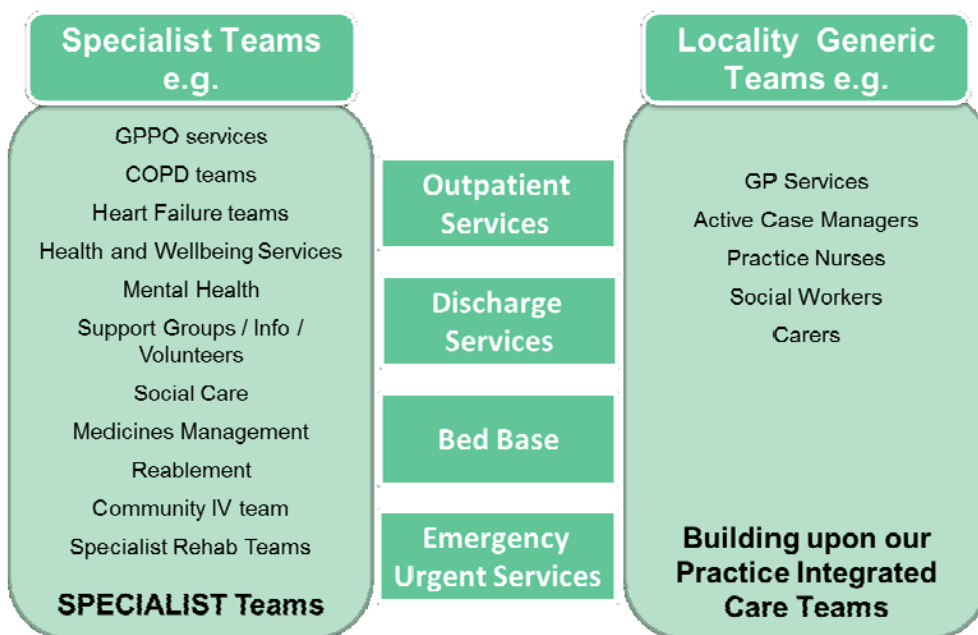 Specialist Teams
e.g.
GPPO services
COPD teams
Heart Failure teams
Health and Wellbeing Services
Mental Health
Support Groups / Info /
Volunteers
Social Care
Medicines Management
Reablement
Community IV team
Specialist Rehab Teams
SPECIALIST Teams
Outpatient
Services
Discharge
Services
Bed Base
Emergency
Urgent Services
Locality Generic
Teams e.g.
GP Services
Active Case Managers
Practice Nurses
Social Workers
Carers
Building upon our
Practice Integrated
Care Teams